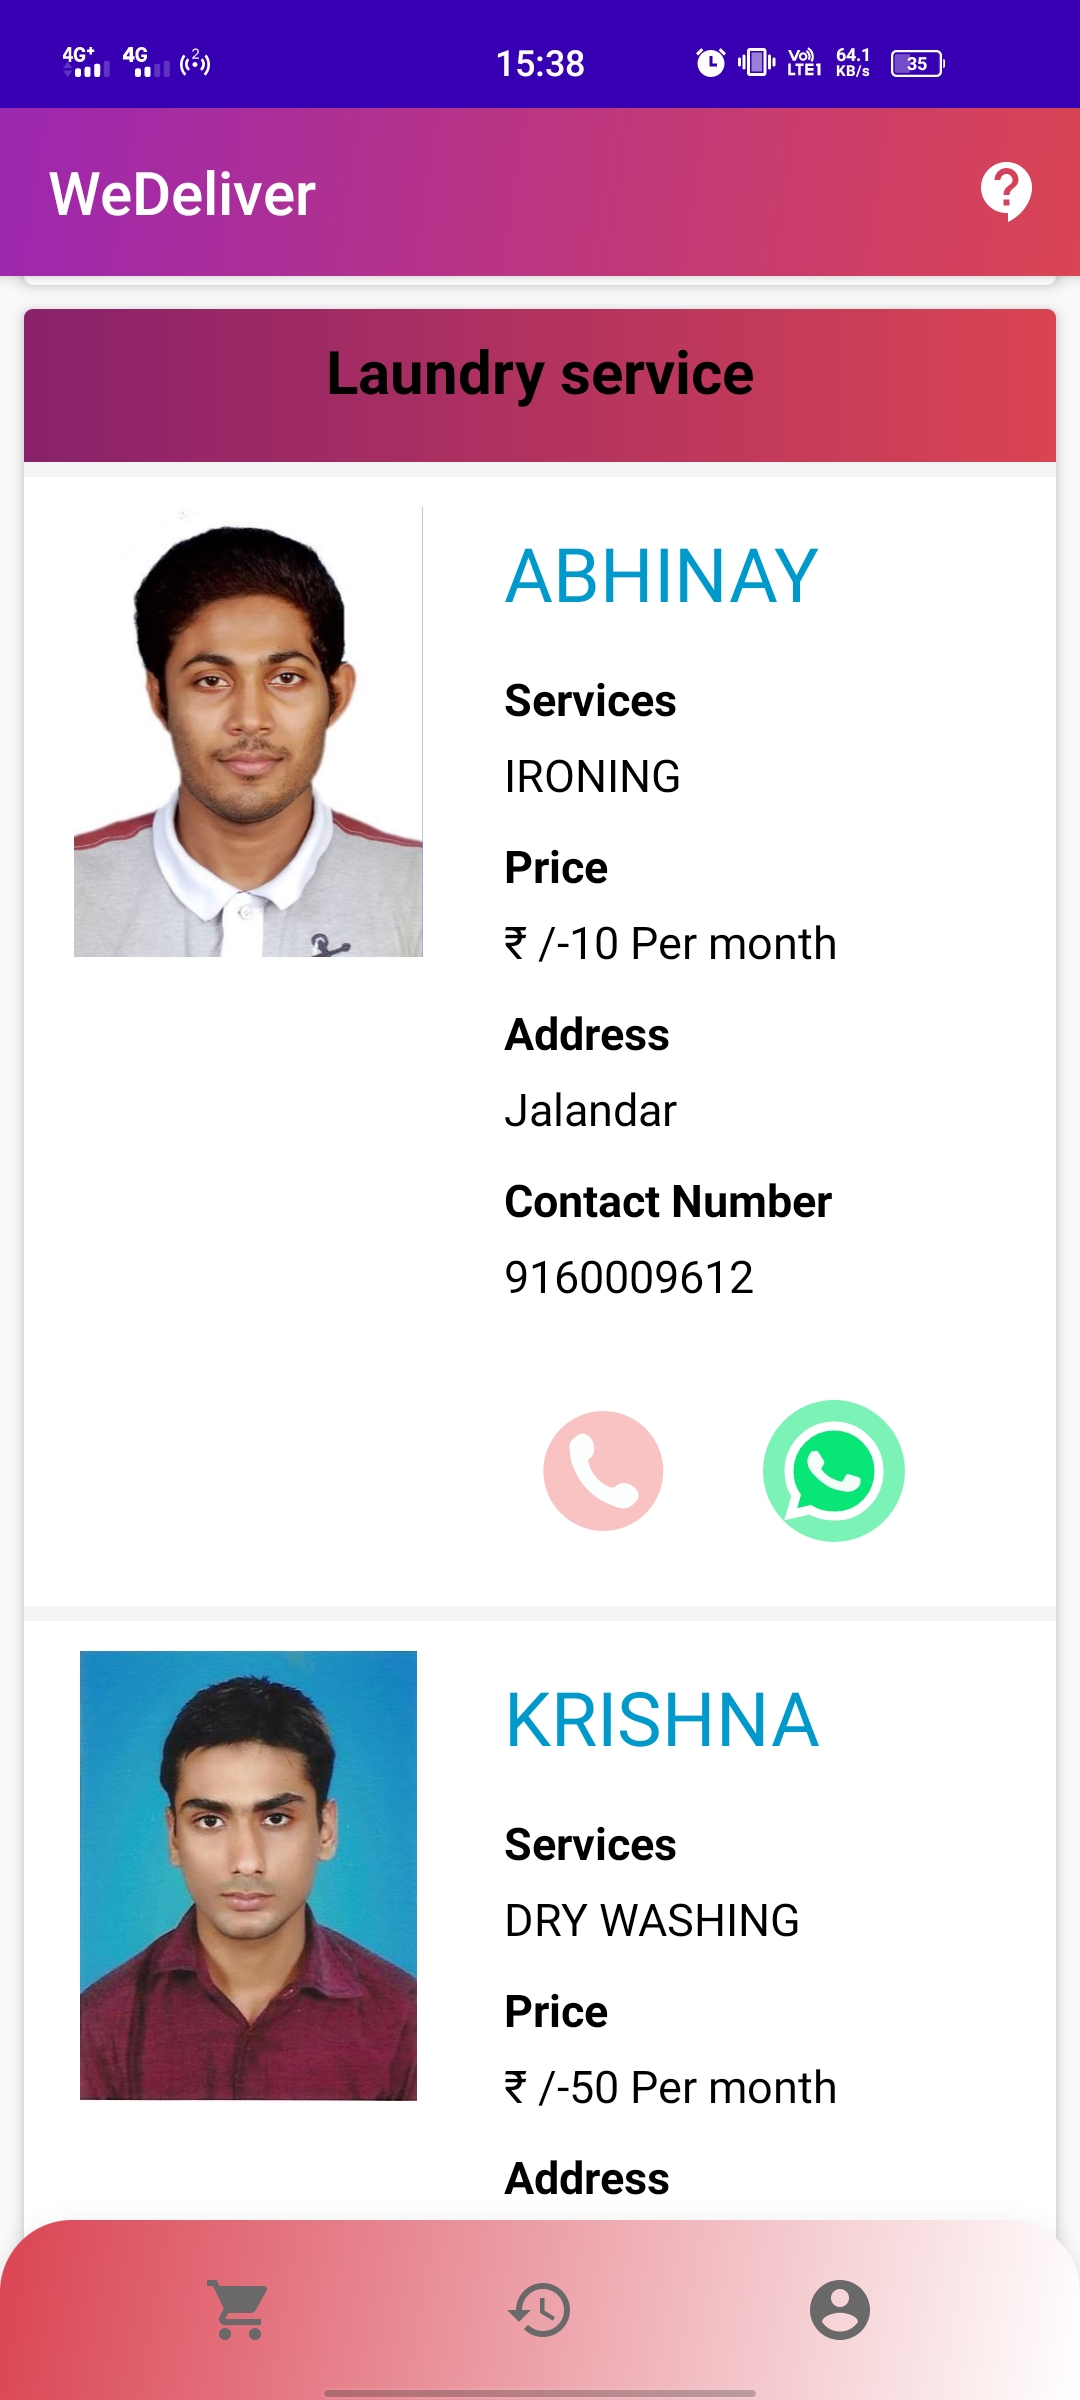 4G+ 4G 2 15:38 Vo)) LTE1 64.1 KB/s 35
WeDeliver
Laundry service
ABHINAY
Services
IRONING
Price
₹ /-10 Per month
Address
Jalandar
Contact Number
9160009612
KRISHNA
Services
DRY WASHING
Price
₹ /-50 Per month
Address